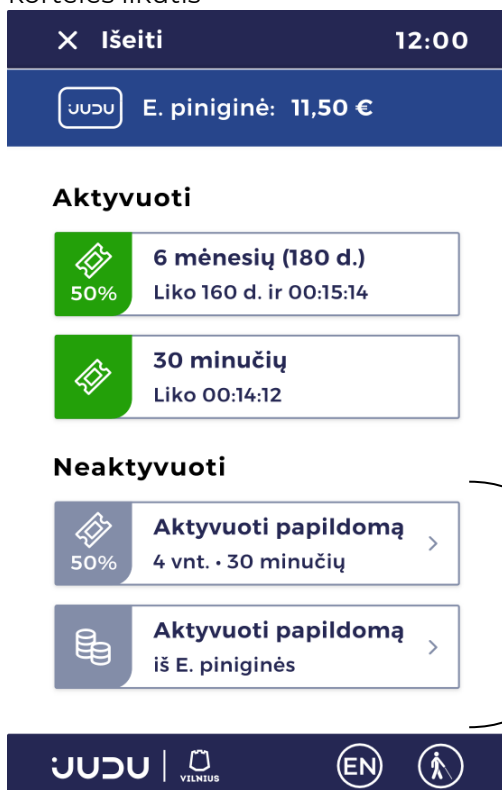 Kortelės likutis
Išeiti 12:00
JUDU E. piniginė: 11,50 €
Aktyvuoti
6 mėnesių (180 d.)
50% Liko 160 d. ir 00:15:14
30 minučių
Liko 00:14:12
Neaktyvuoti
Aktyvuoti papildomą
50% 4 vnt. • 30 minučių
Aktyvuoti papildomą
iš E. piniginės
JUDU VILNIUS EN